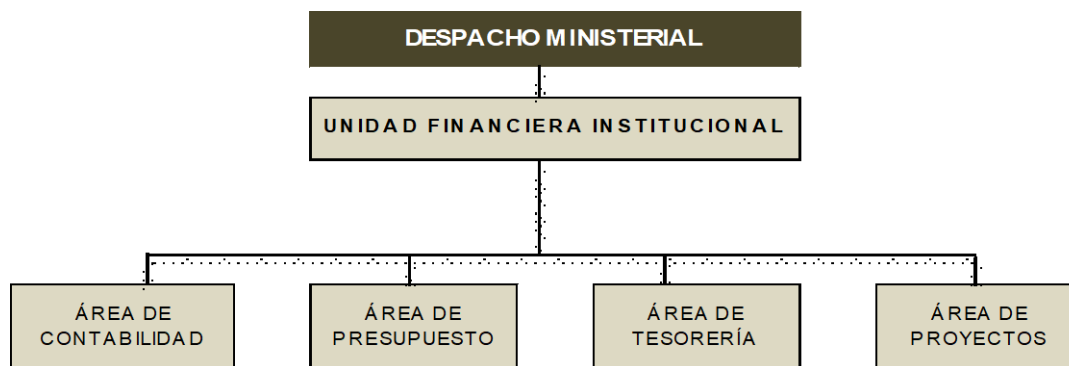 DESPACHO MINISTERIAL
UNIDAD FINANCIERA INSTITUCIONAL
ÁREA DE
CONTABILIDAD
ÁREA DE
PRESUPUESTO
ÁREA DE
TESORERÍA
ÁREA DE
PROYECTOS